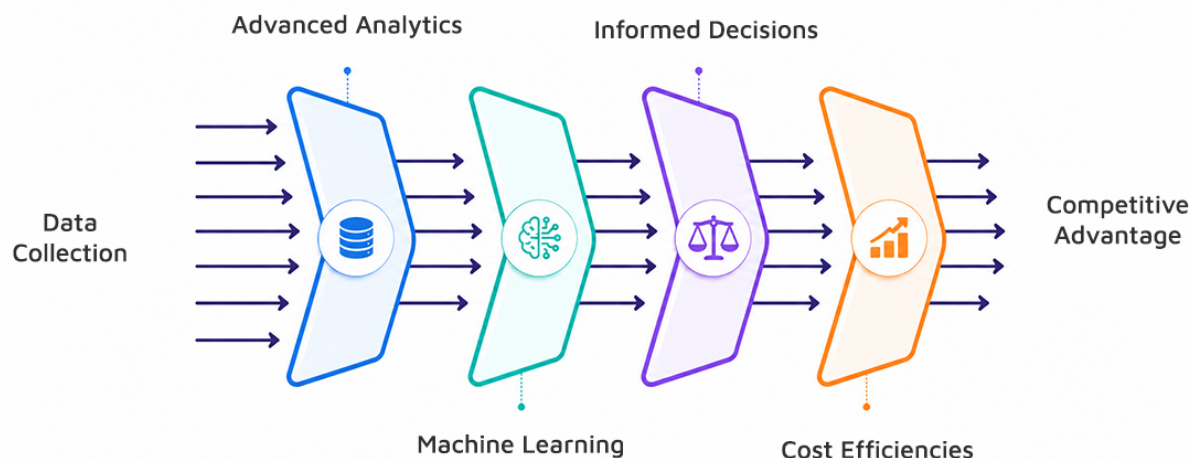 Advanced Analytics
Informed Decisions
Data
Collection
Competitive
Advantage
Machine Learning
Cost Efficiencies